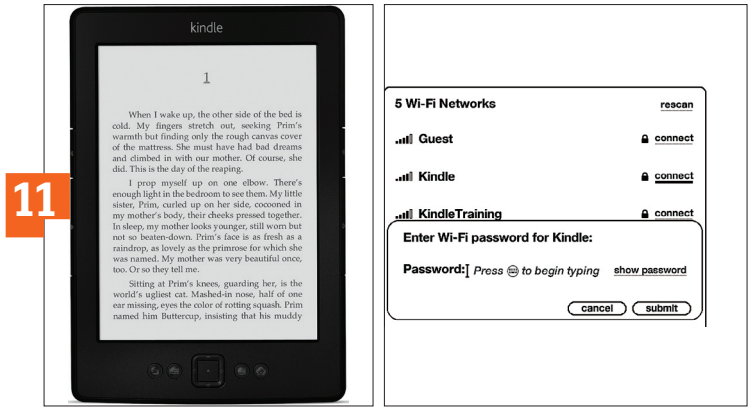 11
kindle
1
When I wake up, the other side of the bed is
cold. My fingers stretch out, seeking Prim's
warmth but finding only the rough canvas cover
of the mattress. She must have had bad dreams
and climbed in with our mother. Of course, she
did. This is the day of the reaping.
I prop myself up on one elbow. There's
enough light in the bedroom to see them. My little
sister, Prim, curled up on her side, cocooned in
my mother's body, their cheeks pressed together.
In sleep, my mother looks younger, still worn but
not so beaten-down. Prim's face is as fresh as a
raindrop, as lovely as the primrose for which she
was named. My mother was very beautiful once,
too. Or so they tell me.
Sitting at Prim's knees, guarding her, is the
world's ugliest cat. Mashed-in nose, half of one
ear missing, eyes the color of rotting squash. Prim
named him Buttercup, insisting that his muddy
5 Wi-Fi Networks rescan
Guest connect
Kindle connect
KindleTraining connect
Enter Wi-Fi password for Kindle:
Password: Press to begin typing show password
cancel submit